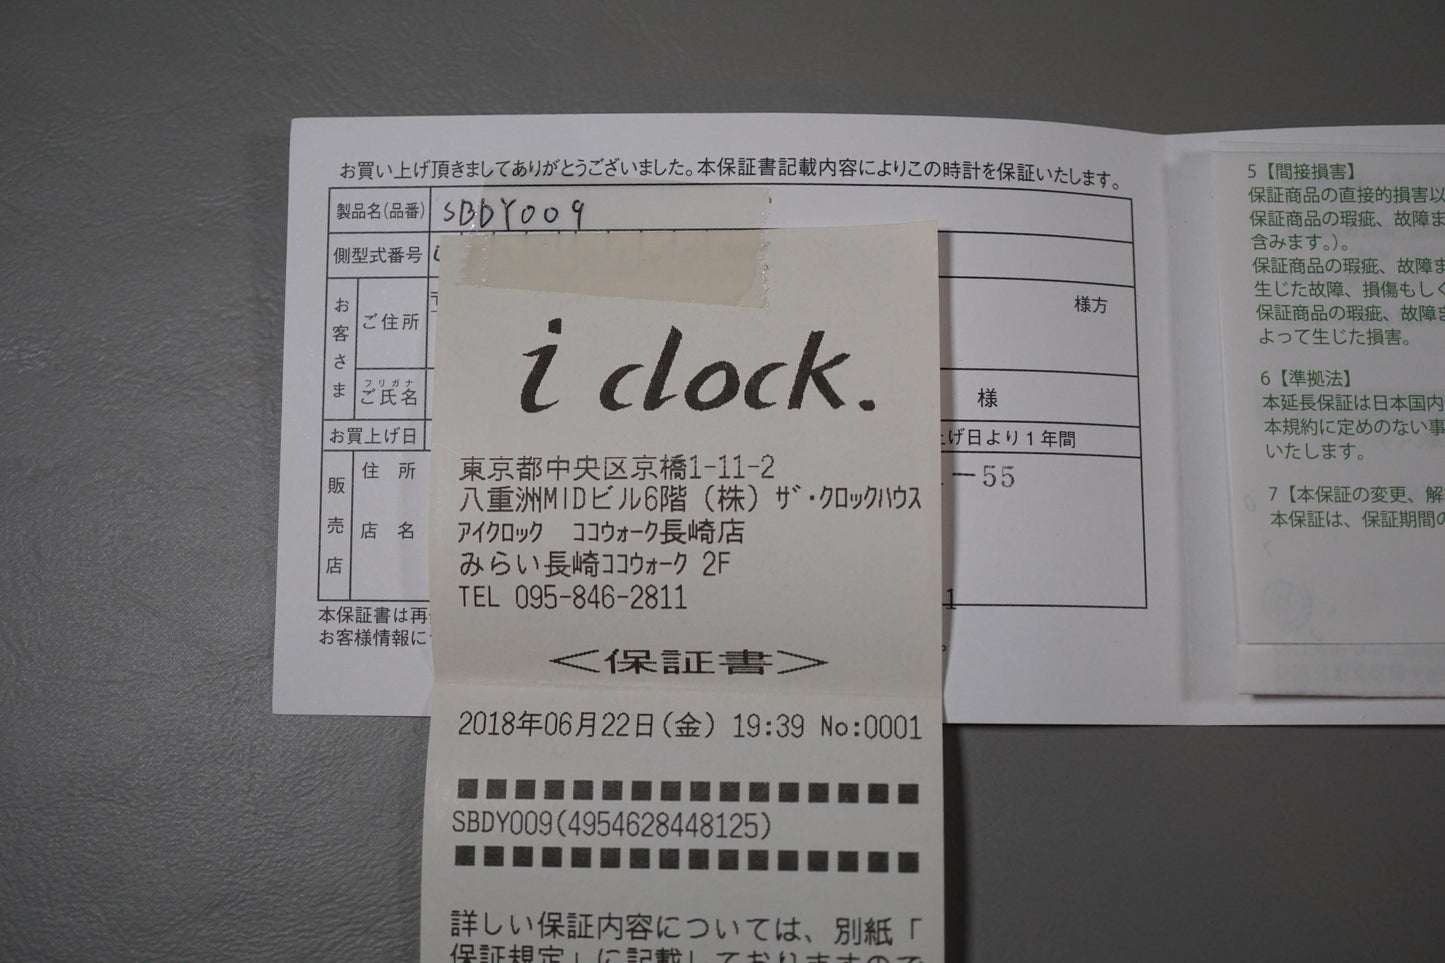 お買い上げ頂きましてありがとうございました。本保証書記載内容によりこの時計を保証いたします。
製品名(品番) SBDY009
側型式番号
お客さま
ご住所
様方
フリガナ
ご氏名
様
お買上げ日
上げ日より1年間
販売店
住 所
-55
店 名
1
本保証書は再
お客様情報に
i clock.
東京都中央区京橋1-11-2
八重洲MIDビル6階 (株) ザ・クロックハウス
アイクロック ココウォーク長崎店
みらい長崎ココウォーク 2F
TEL 095-846-2811
<保証書>
2018年06月22日(金) 19:39 No:0001
■■■■■■■■■■■■■■■■
SBDY009(4954628448125)
■■■■■■■■■■■■■■■■
詳しい保証内容については、別紙「
保証規定」に記載しておりますので
5【間接損害】
保証商品の直接的損害以
保証商品の瑕疵、故障ま
含みます。)。
保証商品の瑕疵、故障ま
生じた故障、損傷もしく
保証商品の瑕疵、故障ま
よって生じた損害。
6【準拠法】
本延長保証は日本国内
本規約に定めのない事
いたします。
7【本保証の変更、解
本保証は、保証期間の